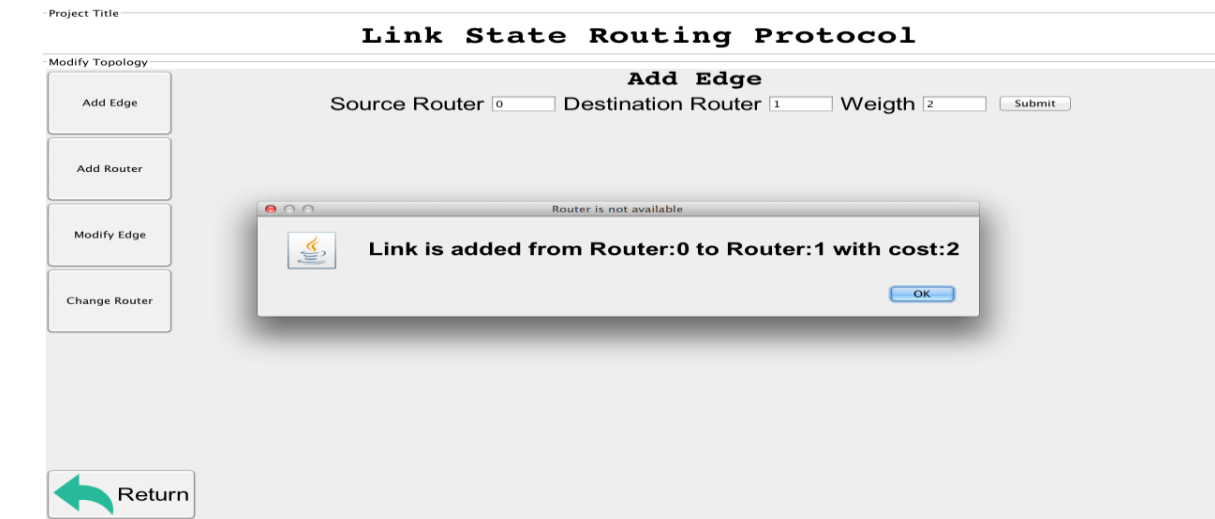 Project Title
Link State Routing Protocol
Modify Topology
Add Edge
Add Edge
Source Router 0 Destination Router 1 Weigth 2 Submit
Add Router
Router is not available
Modify Edge
Link is added from Router:0 to Router:1 with cost:2
Change Router
OK
Return